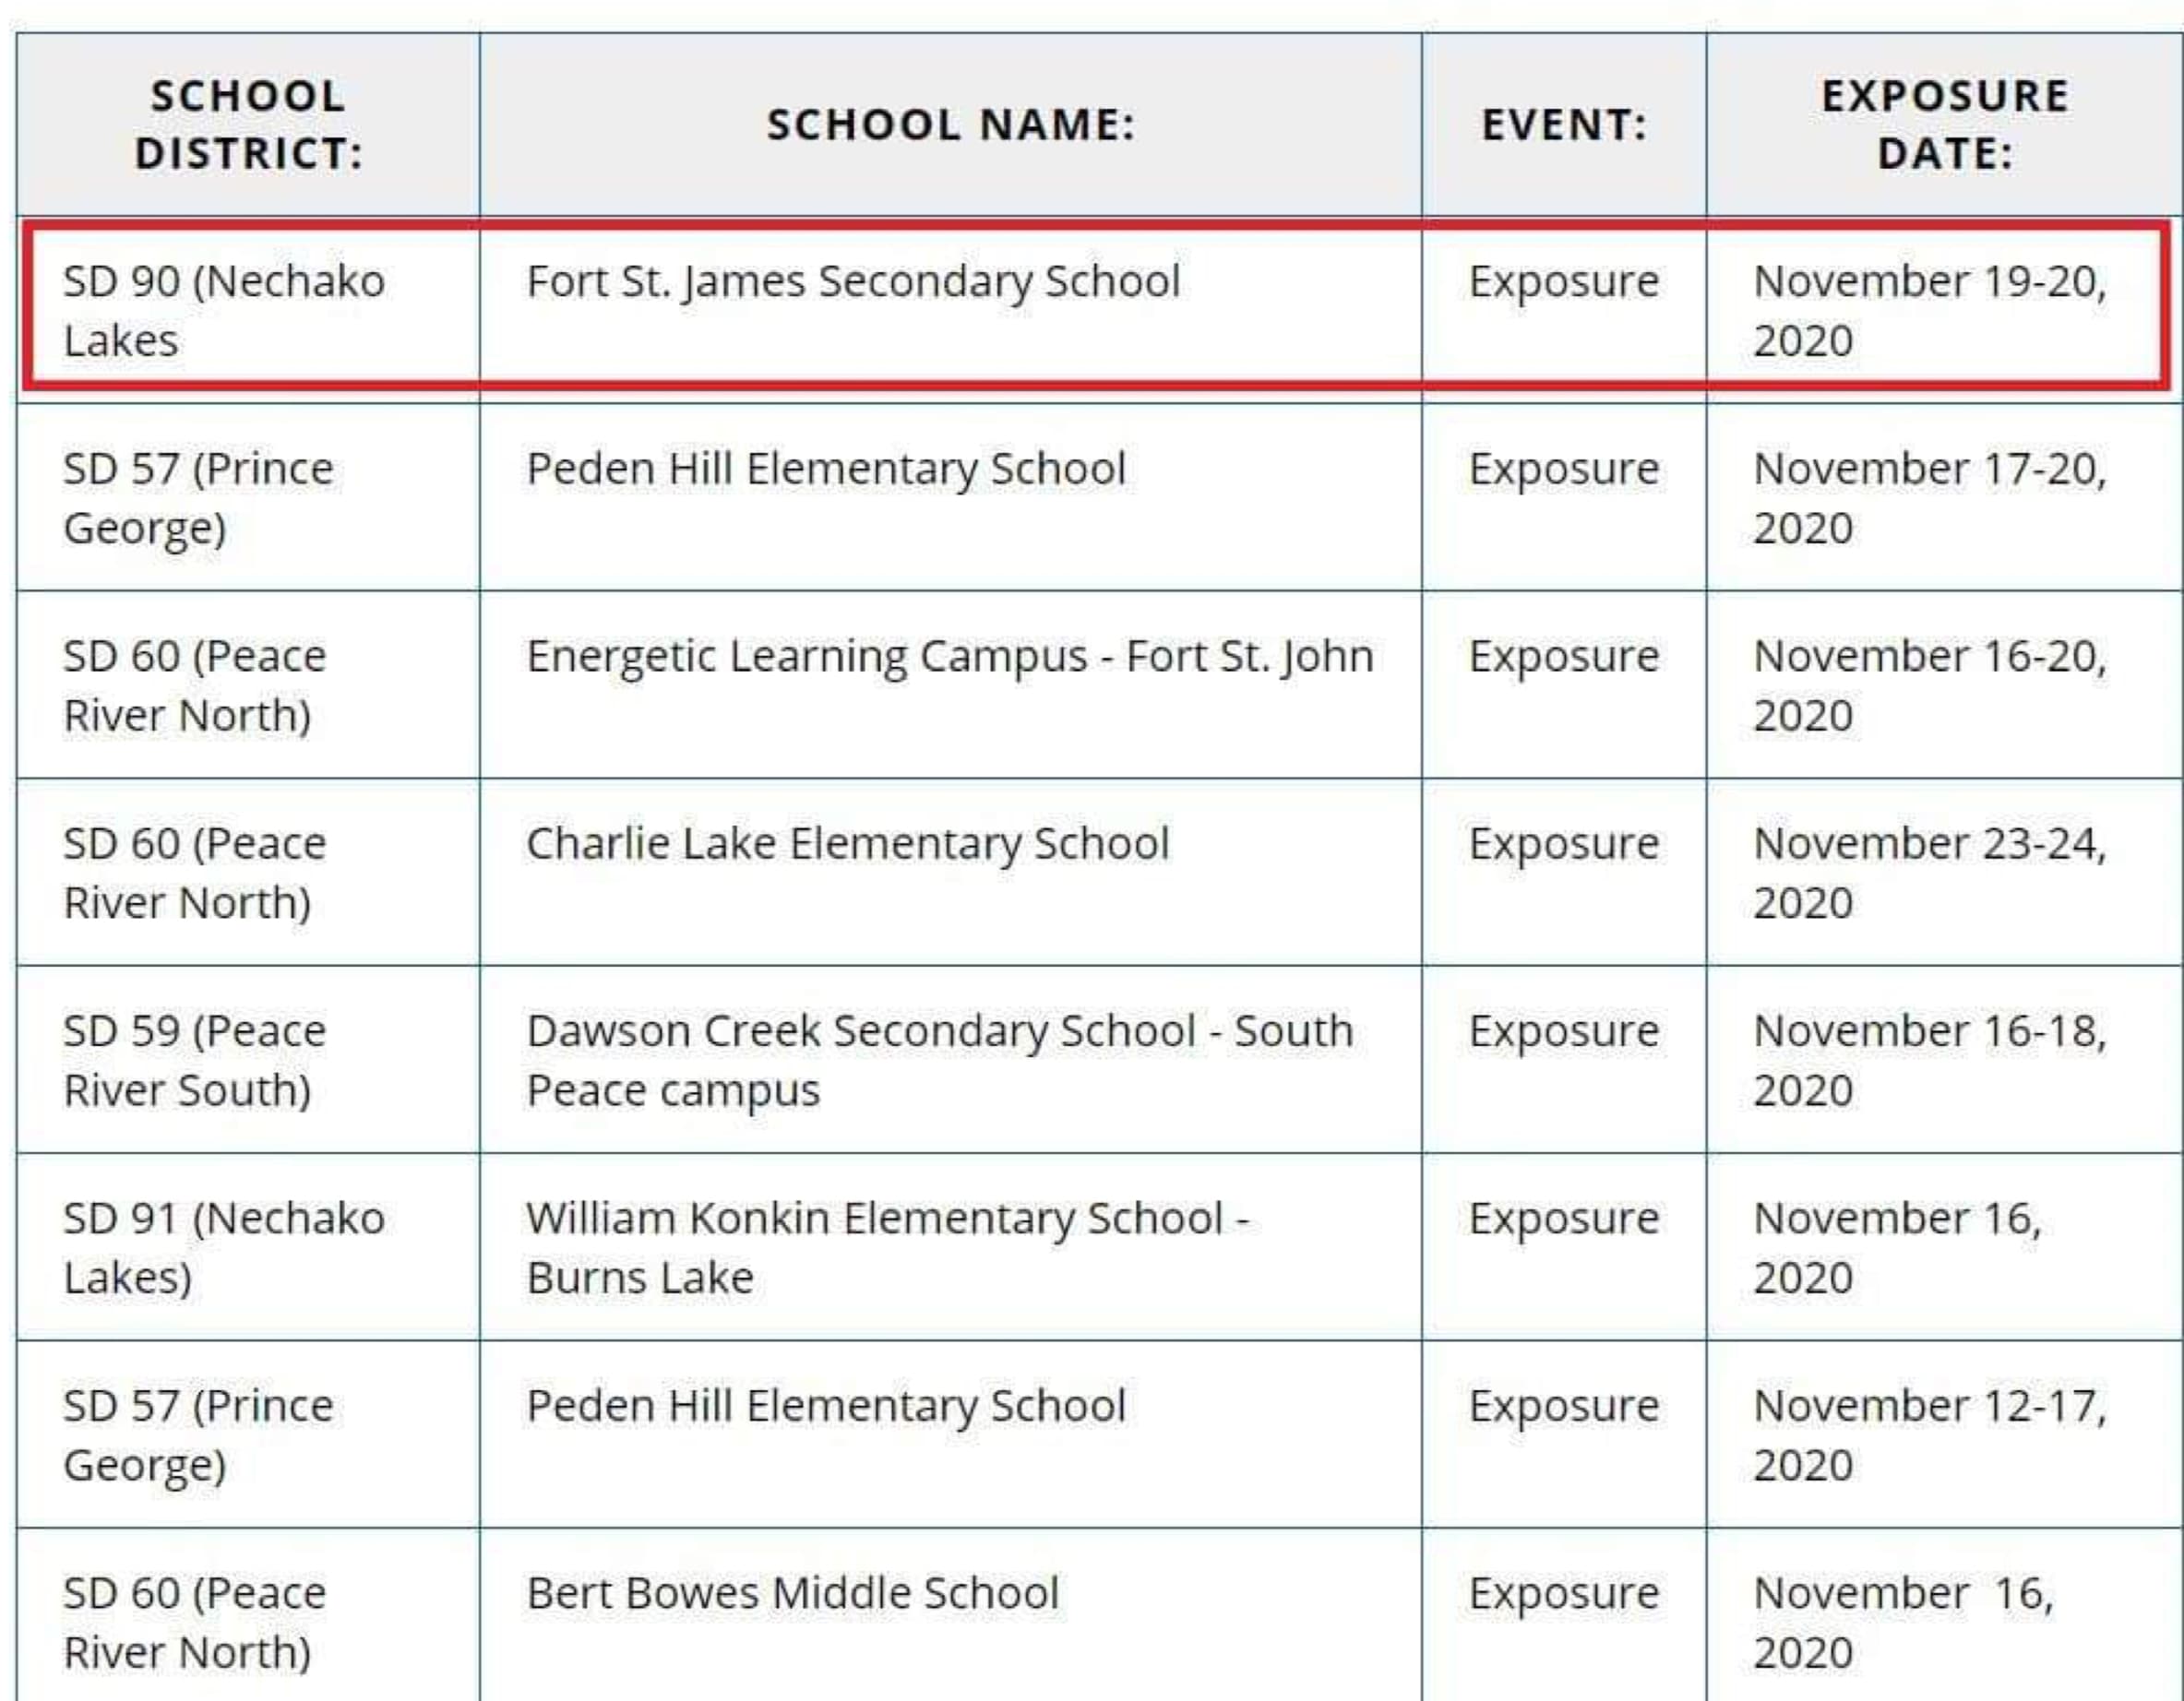 SCHOOL DISTRICT: SCHOOL NAME: EVENT: EXPOSURE DATE:
SD 90 (Nechako Lakes Fort St. James Secondary School Exposure November 19-20, 2020
SD 57 (Prince George) Peden Hill Elementary School Exposure November 17-20, 2020
SD 60 (Peace River North) Energetic Learning Campus - Fort St. John Exposure November 16-20, 2020
SD 60 (Peace River North) Charlie Lake Elementary School Exposure November 23-24, 2020
SD 59 (Peace River South) Dawson Creek Secondary School - South Peace campus Exposure November 16-18, 2020
SD 91 (Nechako Lakes) William Konkin Elementary School - Burns Lake Exposure November 16, 2020
SD 57 (Prince George) Peden Hill Elementary School Exposure November 12-17, 2020
SD 60 (Peace River North) Bert Bowes Middle School Exposure November 16, 2020